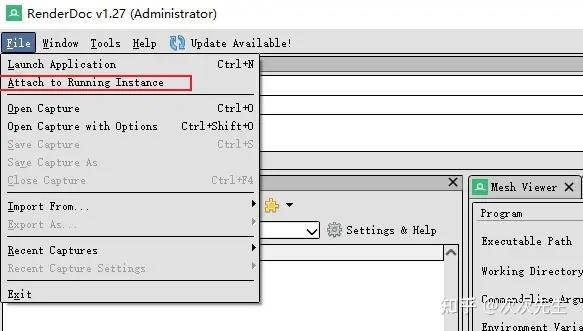 RenderDoc v1.27 (Administrator)
File Window Tools Help Update Available!
Launch Application Ctrl+N
Attach to Running Instance
Open Capture Ctrl+O
Open Capture with Options Ctrl+Shift+O
Save Capture Ctrl+S
Save Capture As
Close Capture Ctrl+F4
Import From...
Export As...
Recent Captures
Recent Capture Settings
Exit
Settings & Help
Mesh Viewer
Program
Executable Path
Working Directory
Command-line Argu
Environment Varia
知乎 @次次先生